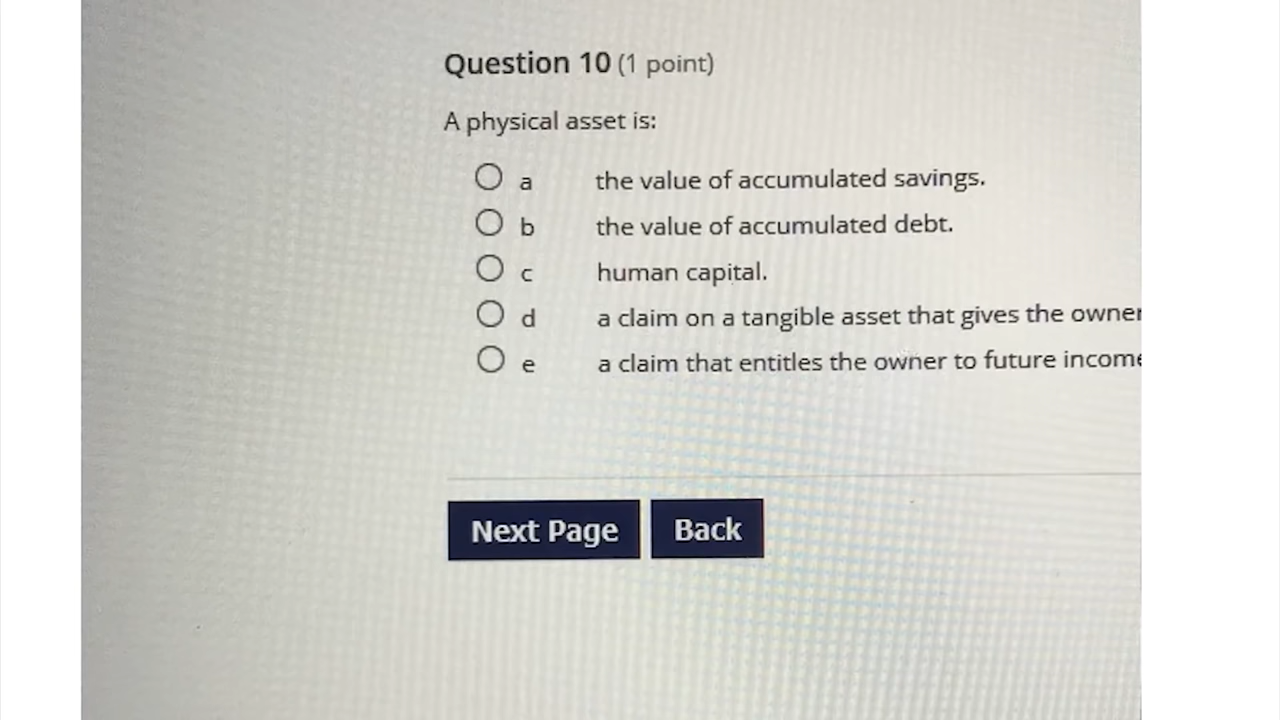 Question 10 (1 point)
A physical asset is:
a the value of accumulated savings.
b the value of accumulated debt.
c human capital.
d a claim on a tangible asset that gives the owner
e a claim that entitles the owner to future income
Next Page Back